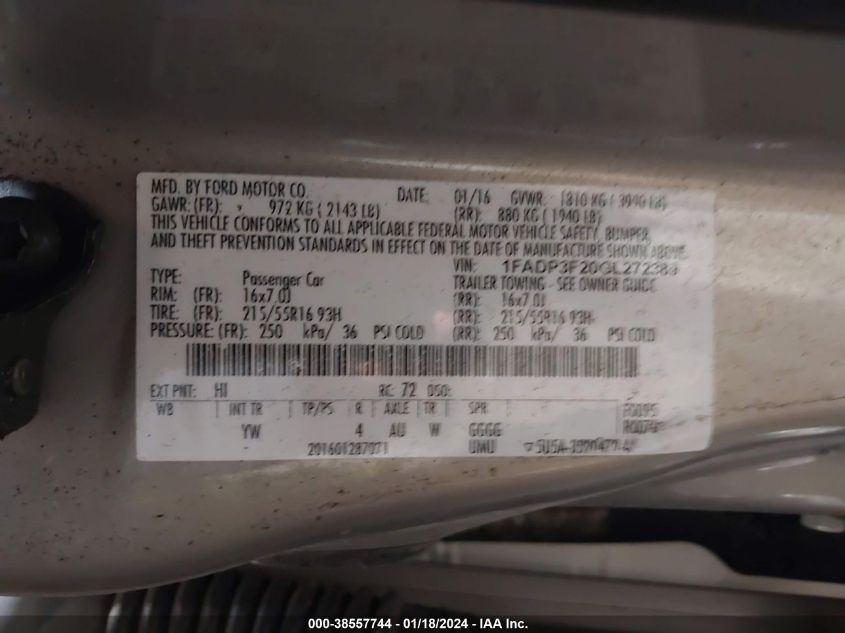 MFD. BY FORD MOTOR CO. DATE: 01/16 GVWR: 1810 KG ( 3990 LB)
GAWR: (FR): 972 KG ( 2143 LB) (RR): 880 KG ( 1940 LB)
THIS VEHICLE CONFORMS TO ALL APPLICABLE FEDERAL MOTOR VEHICLE SAFETY, BUMPER,
AND THEFT PREVENTION STANDARDS IN EFFECT ON THE DATE OF MANUFACTURE SHOWN ABOVE.
VIN: 1FADP3F20GL272389
TYPE: Passenger Car TRAILER TOWING - SEE OWNER GUIDE
RIM: (FR): 16x7.0J (RR): 16x7.0J
TIRE: (FR): 215/55R16 93H (RR): 215/55R16 93H
PRESSURE: (FR): 250 kPa/ 36 PSI COLD (RR): 250 kPa/ 36 PSI COLD
EXT PNT: HI RC: 72 DSO:
WB INT TR TP/PS R AXLE TR SPR
YW 4 AU W GGGG
UMU
000-38557744 - 01/18/2024 - IAA Inc.